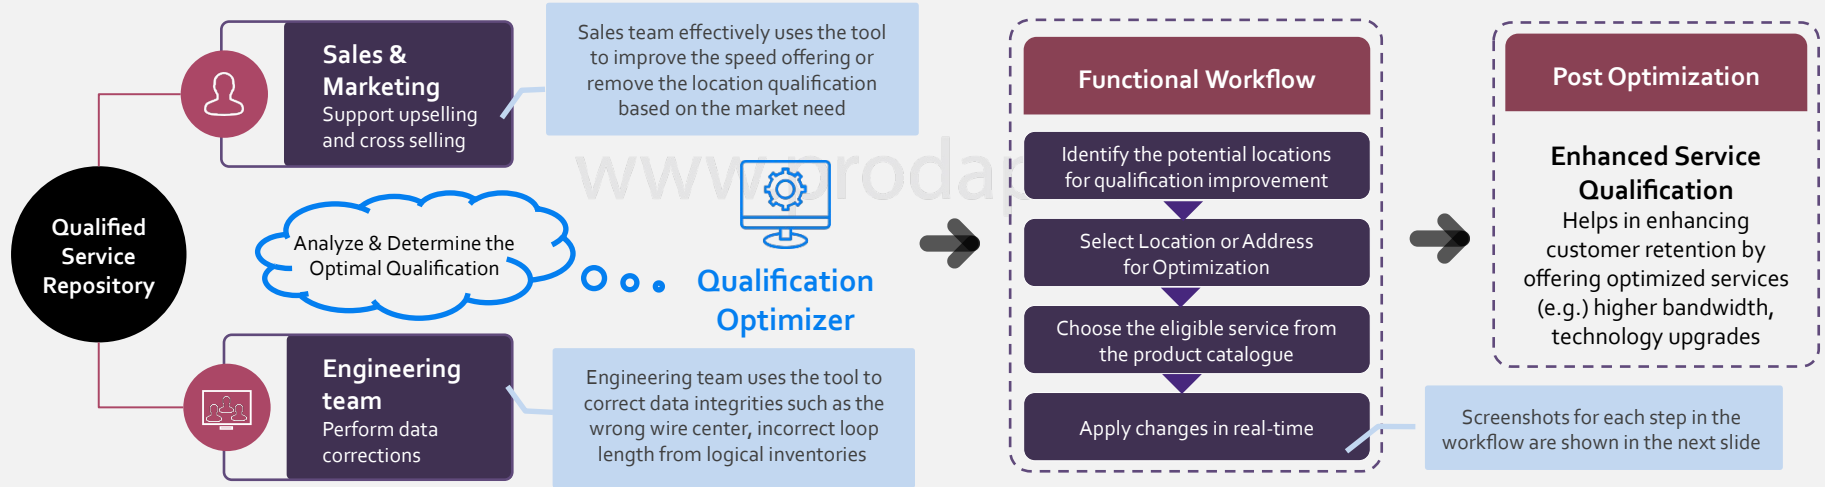 Qualified
Service
Repository
Sales &
Marketing
Support upselling
and cross selling
Sales team effectively uses the tool
to improve the speed offering or
remove the location qualification
based on the market need
Analyze & Determine the
Optimal Qualification
Qualification
Optimizer
Engineering
team
Perform data
corrections
Engineering team uses the tool to
correct data integrities such as the
wrong wire center, incorrect loop
length from logical inventories
www.prodap
Functional Workflow
Identify the potential locations
for qualification improvement
Select Location or Address
for Optimization
Choose the eligible service from
the product catalogue
Apply changes in real-time
Post Optimization
Enhanced Service
Qualification
Helps in enhancing
customer retention by
offering optimized services
(e.g.) higher bandwidth,
technology upgrades
Screenshots for each step in the
workflow are shown in the next slide